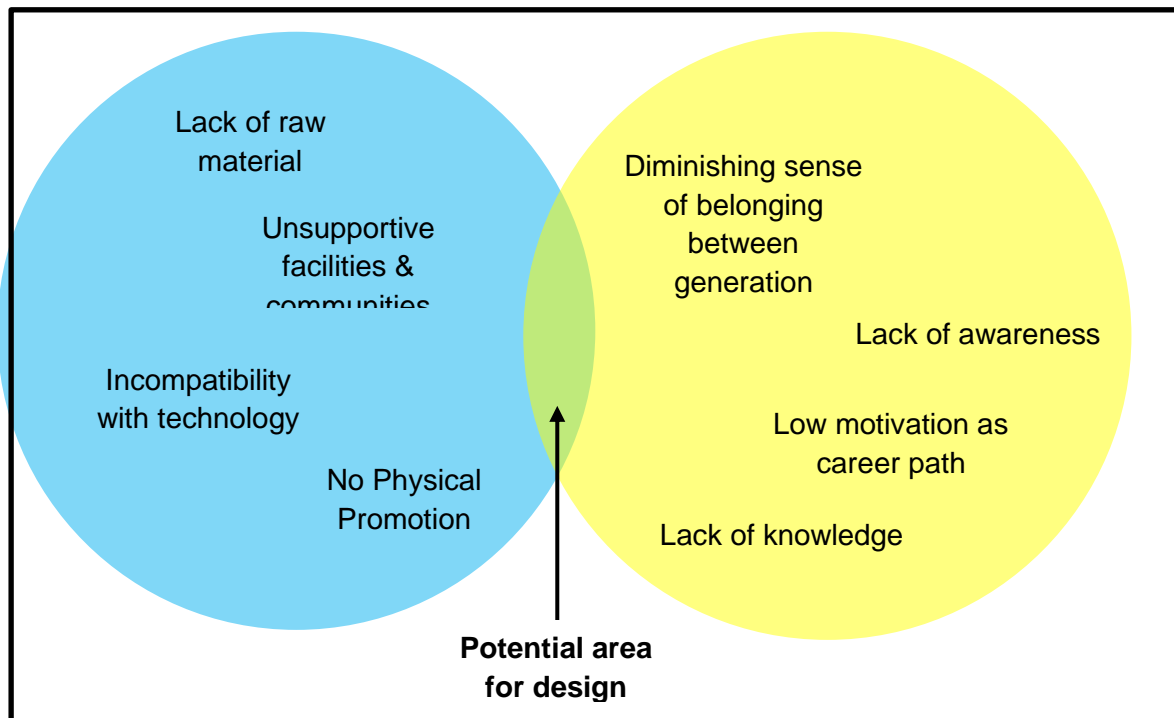 Lack of raw
material
Unsupportive
facilities &
communities
Incompatibility
with technology
No Physical
Promotion
Diminishing sense
of belonging
between
generation
Lack of awareness
Low motivation as
career path
Lack of knowledge
Potential area
for design